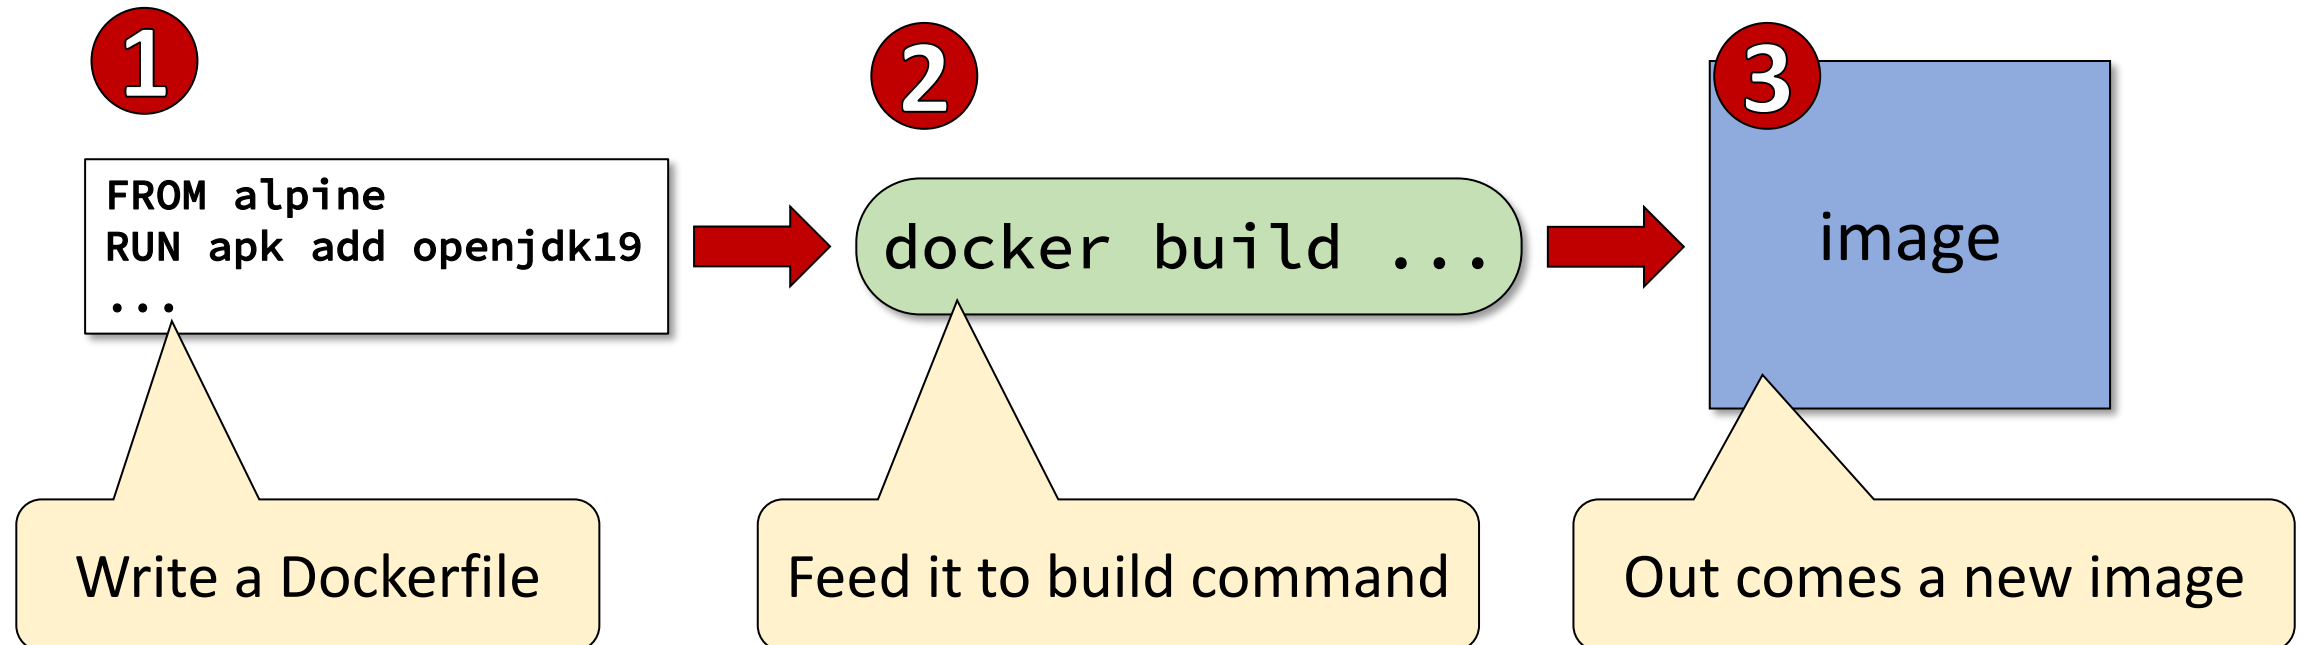 1
2
3
FROM alpine
RUN apk add openjdk19
...
docker build ...
image
Write a Dockerfile
Feed it to build command
Out comes a new image